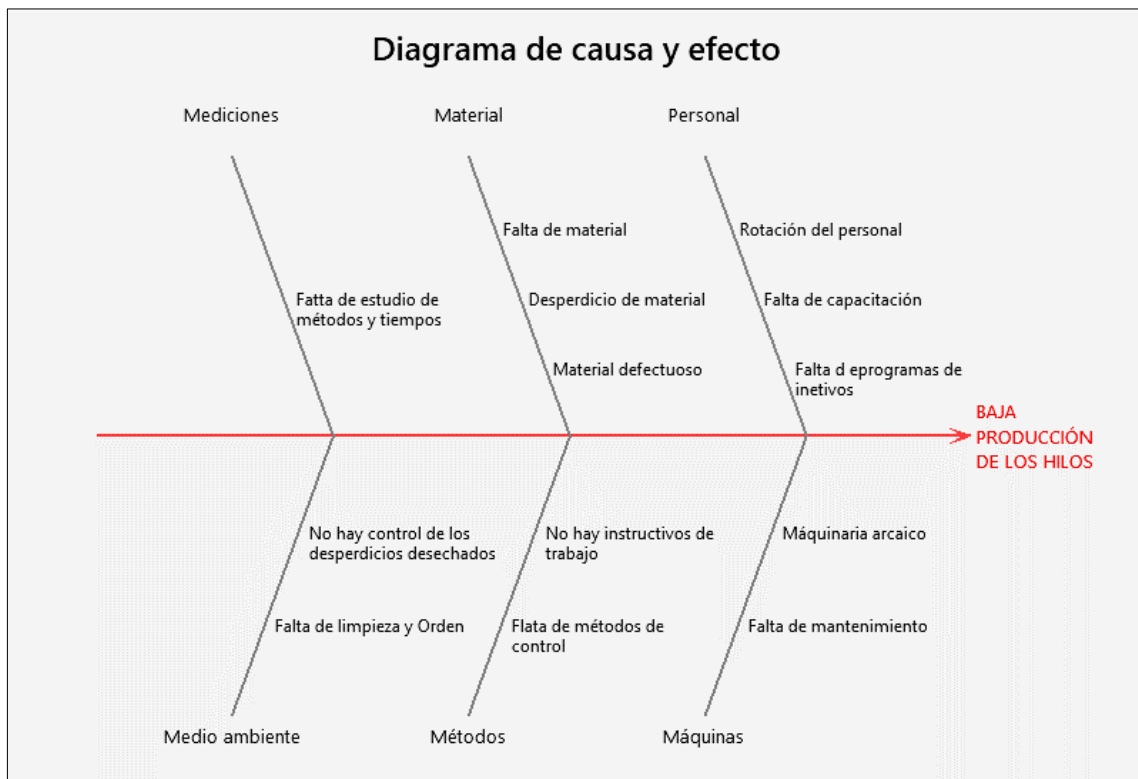 Diagrama de causa y efecto
Mediciones
Material
Personal
Falta de material
Rotación del personal
Fatta de estudio de
métodos y tiempos
Desperdicio de material
Falta de capacitación
Material defectuoso
Falta d eprogramas de
inetivos
BAJA
PRODUCCIÓN
DE LOS HILOS
No hay control de los
desperdicios desechados
No hay instructivos de
trabajo
Máquinaria arcaico
Falta de limpieza y Orden
Flata de métodos de
control
Falta de mantenimiento
Medio ambiente
Métodos
Máquinas